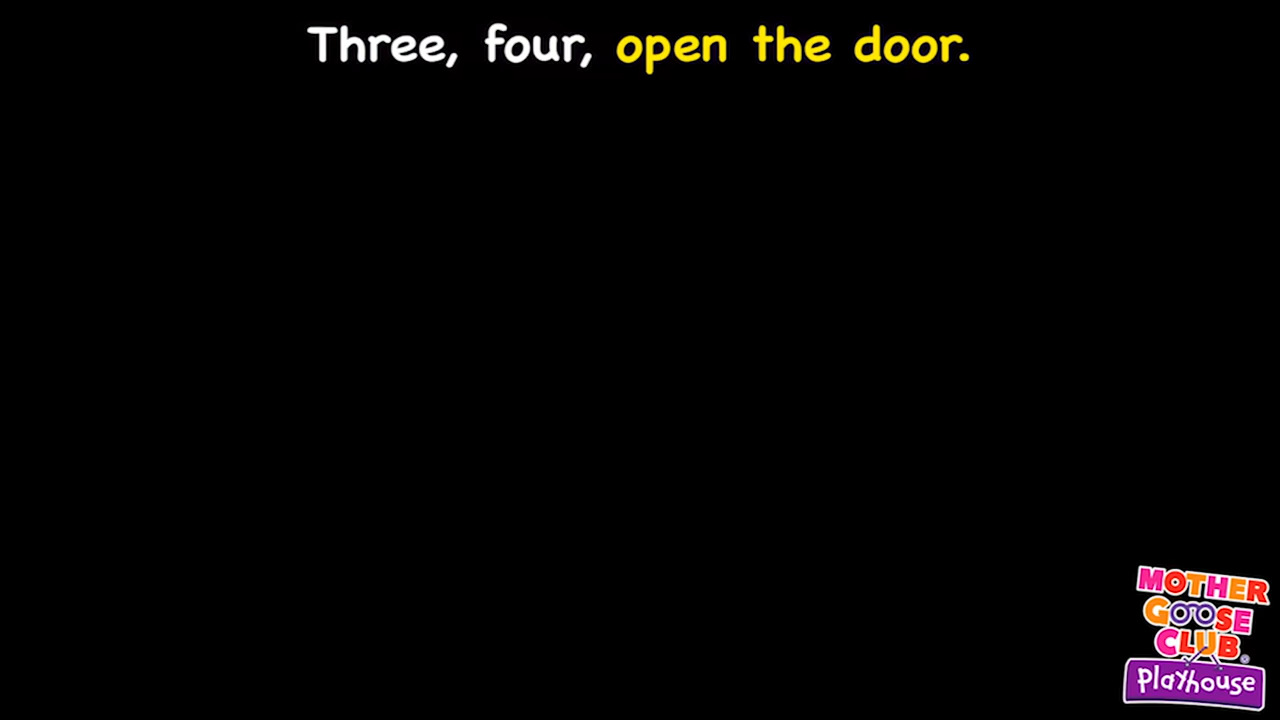 Three, four, open the door.
MOTHER
GOOSE
CLUB
Playhouse